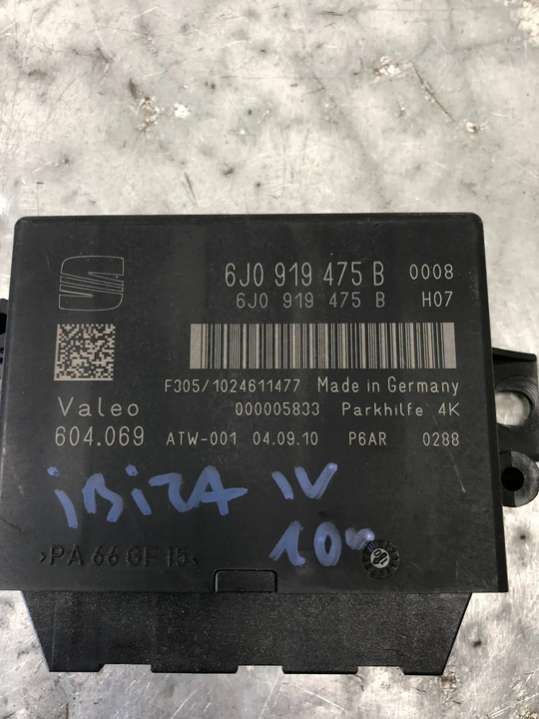 6J0 919 475 B 0008
6J0 919 475 B H07
F305/1024611477 Made in Germany
Valeo 000005833 Parkhilfe 4K
604.069 ATW-001 04.09.10 P6AR 0288
iBiZA IV
10
>PA 66 GF 15<